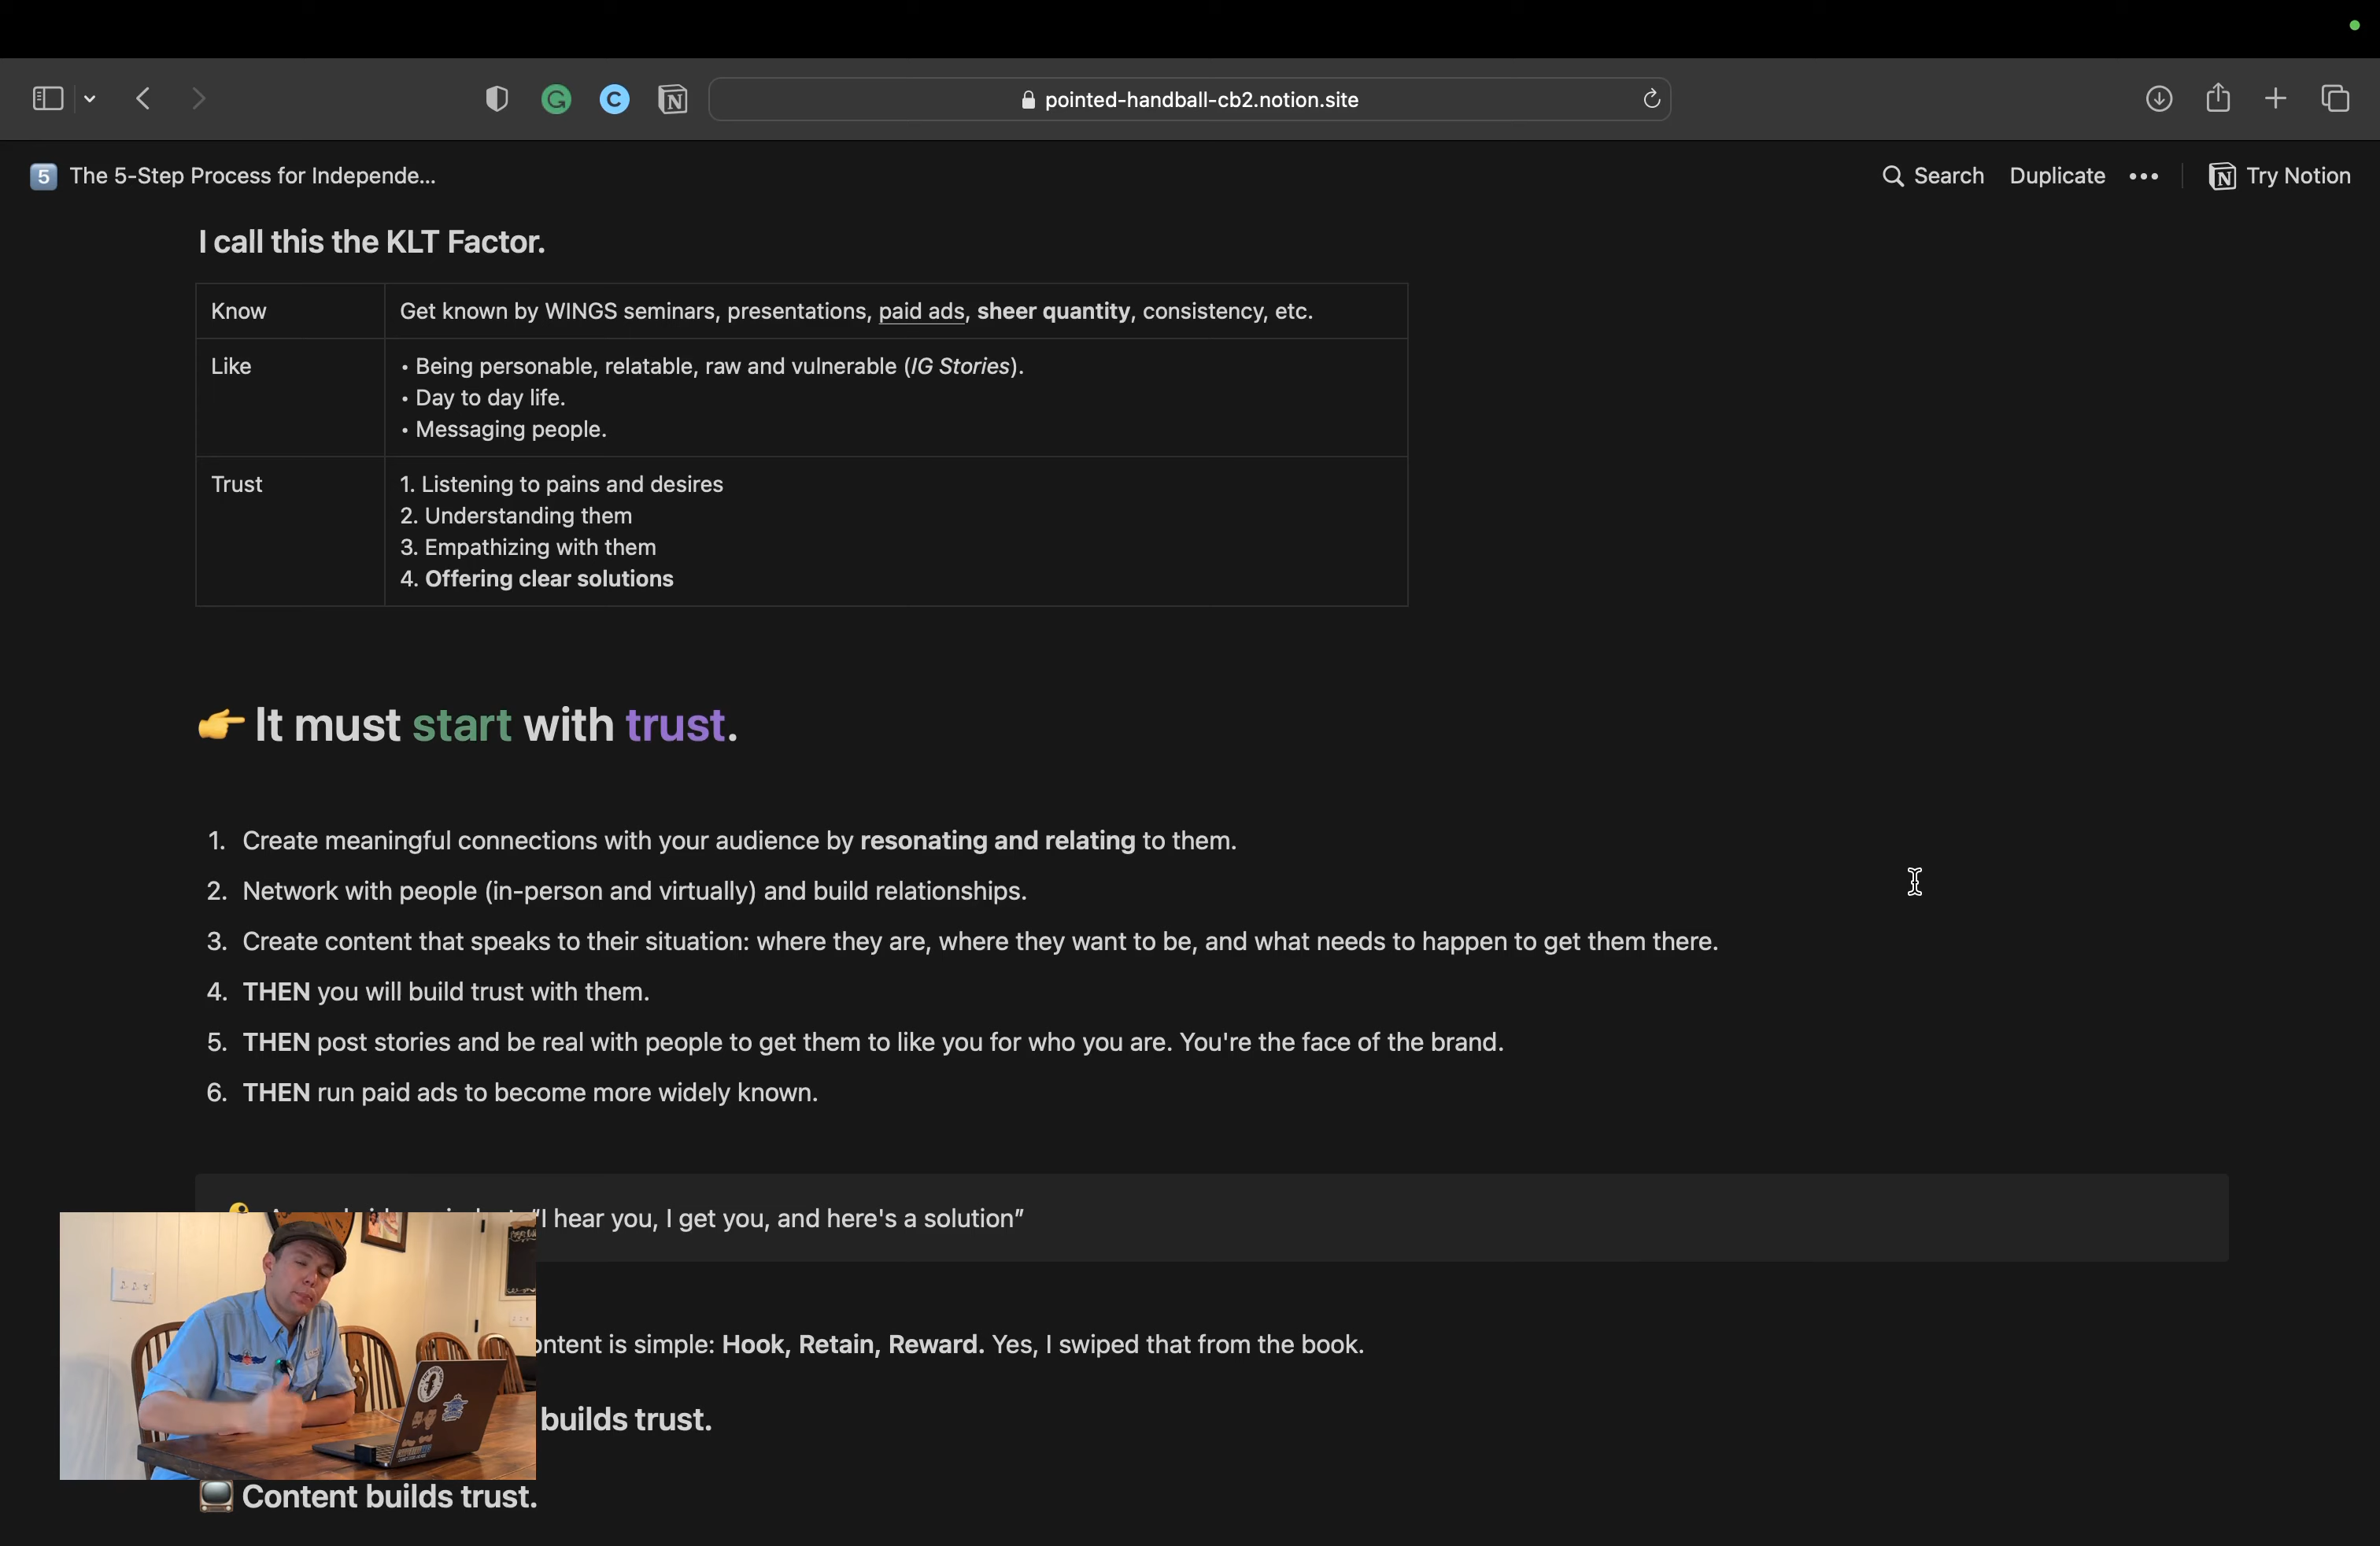 pointed-handball-cb2.notion.site
5 The 5-Step Process for Independe...
Search Duplicate ••• Try Notion
I call this the KLT Factor.
Know
Get known by WINGS seminars, presentations, paid ads, sheer quantity, consistency, etc.
Like
• Being personable, relatable, raw and vulnerable (IG Stories).
• Day to day life.
• Messaging people.
Trust
1. Listening to pains and desires
2. Understanding them
3. Empathizing with them
4. Offering clear solutions
👉 It must start with trust.
1. Create meaningful connections with your audience by resonating and relating to them.
2. Network with people (in-person and virtually) and build relationships.
3. Create content that speaks to their situation: where they are, where they want to be, and what needs to happen to get them there.
4. THEN you will build trust with them.
5. THEN post stories and be real with people to get them to like you for who you are. You're the face of the brand.
6. THEN run paid ads to become more widely known.
"I hear you, I get you, and here's a solution"
is simple: Hook, Retain, Reward. Yes, I swiped that from the book.
builds trust.
📺 Content builds trust.